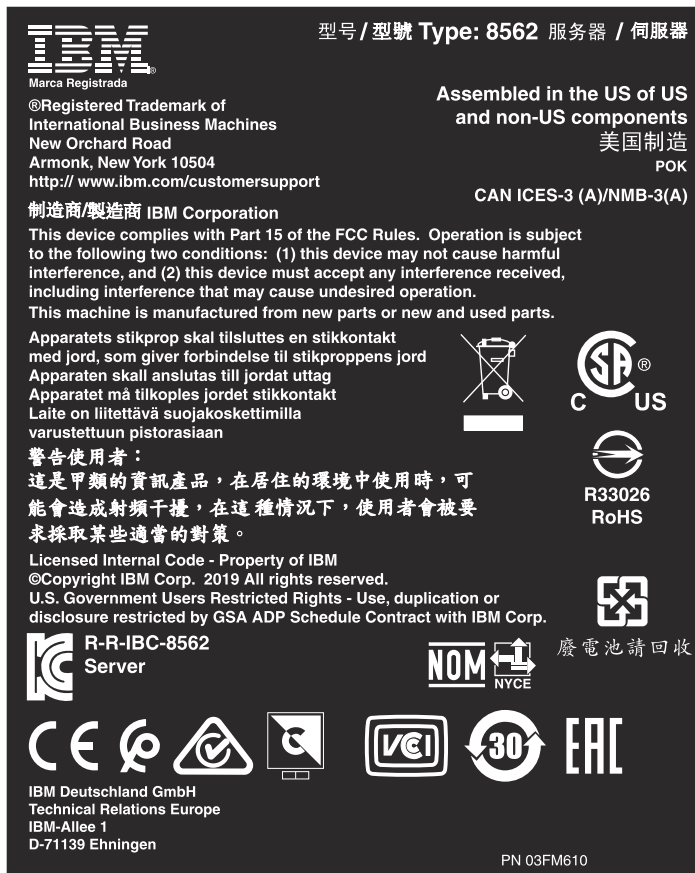 IBM®
型号/型號 Type: 8562 服务器 / 伺服器
Marca Registrada
®Registered Trademark of
International Business Machines
New Orchard Road
Armonk, New York 10504
http:// www.ibm.com/customersupport
Assembled in the US of US
and non-US components
美国制造
POK
CAN ICES-3 (A)/NMB-3(A)
制造商/製造商 IBM Corporation
This device complies with Part 15 of the FCC Rules. Operation is subject
to the following two conditions: (1) this device may not cause harmful
interference, and (2) this device must accept any interference received,
including interference that may cause undesired operation.
This machine is manufactured from new parts or new and used parts.
Apparatets stikprop skal tilsluttes en stikkontakt
med jord, som giver forbindelse til stikproppens jord
Apparaten skall anslutas till jordat uttag
Apparatet må tilkoples jordet stikkontakt
Laite on liitettävä suojakoskettimilla
varustettuun pistorasiaan
CSA®
C US
警告使用者：
這是甲類的資訊產品，在居住的環境中使用時，可
能會造成射頻干擾，在這種情況下，使用者會被要
求採取某些適當的對策。
R33026
RoHS
Licensed Internal Code - Property of IBM
©Copyright IBM Corp. 2019 All rights reserved.
U.S. Government Users Restricted Rights - Use, duplication or
disclosure restricted by GSA ADP Schedule Contract with IBM Corp.
R-R-IBC-8562
Server
NOM
NYCE
廢電池請回收
CE
VCI
30
EAC
IBM Deutschland GmbH
Technical Relations Europe
IBM-Allee 1
D-71139 Ehningen
PN 03FM610